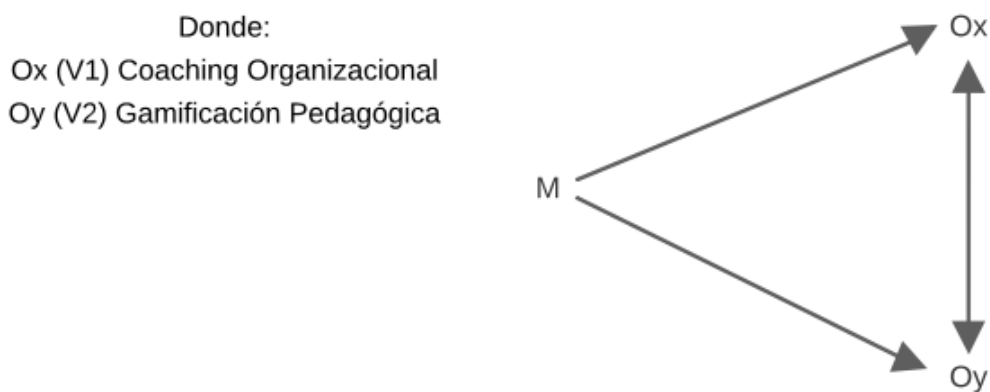 Donde:
Ox (V1) Coaching Organizacional
Oy (V2) Gamificación Pedagógica
Ox
M
Oy